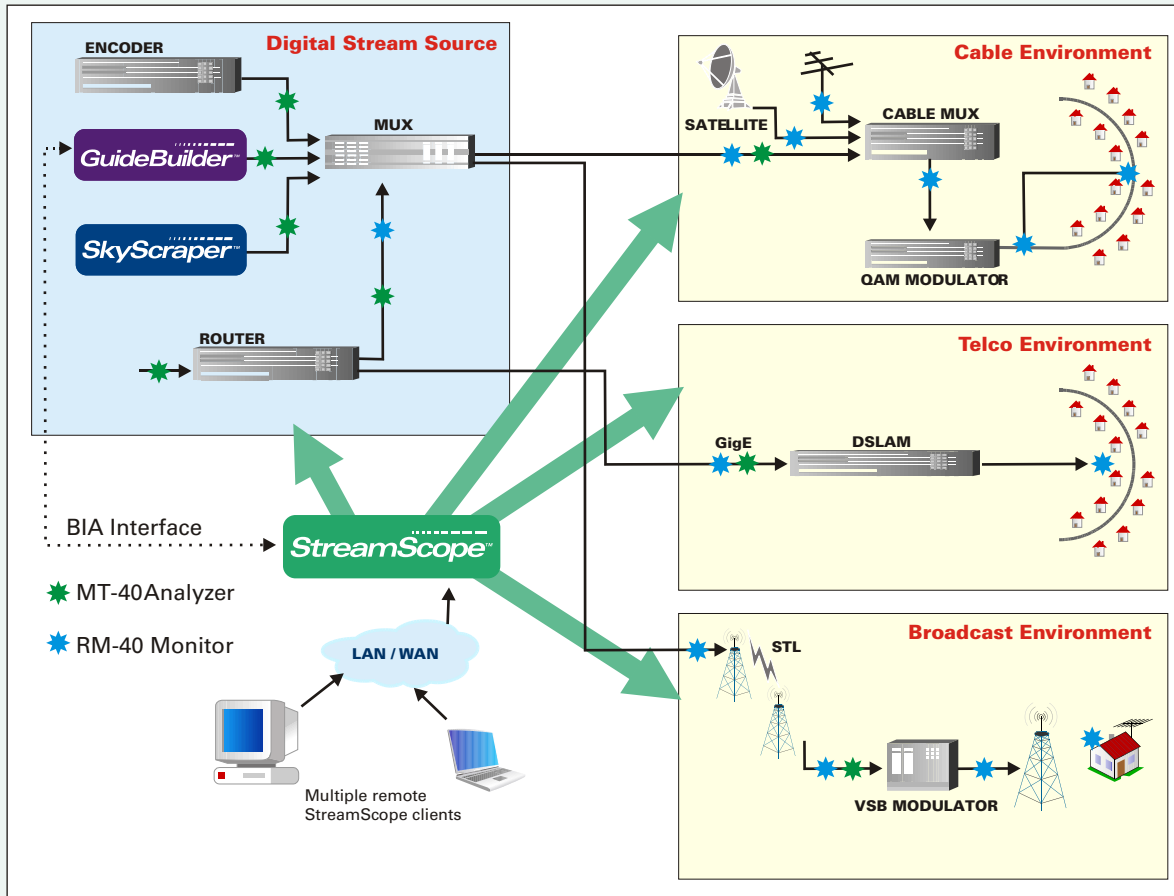 Digital Stream Source
ENCODER
GuideBuilder™
MUX
SkyScraper™
ROUTER
Cable Environment
SATELLITE
CABLE MUX
QAM MODULATOR
Telco Environment
GigE
DSLAM
BIA Interface
StreamScope™
MT-40Analyzer
RM-40 Monitor
LAN / WAN
Multiple remote
StreamScope clients
Broadcast Environment
STL
VSB MODULATOR